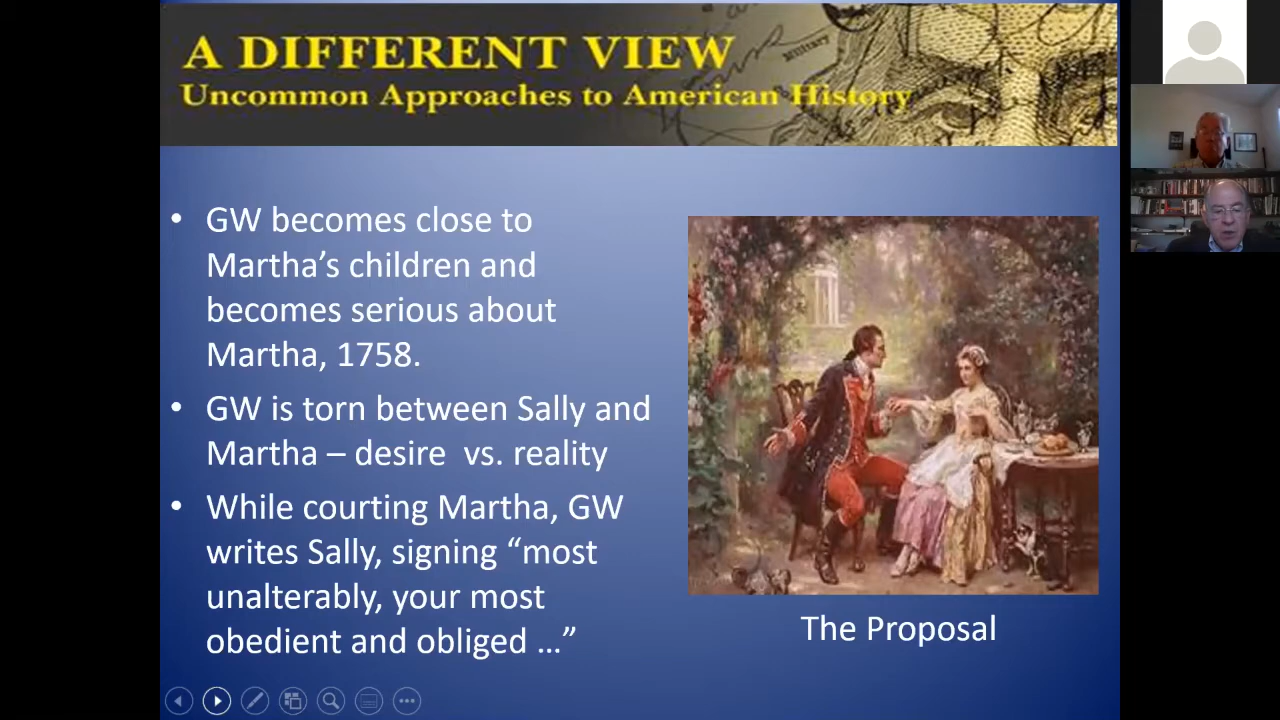 A DIFFERENT VIEW
Uncommon Approaches to American History
Military
• GW becomes close to
Martha’s children and
becomes serious about
Martha, 1758.
• GW is torn between Sally and
Martha – desire  vs. reality
• While courting Martha, GW
writes Sally, signing “most
unalterably, your most
obedient and obliged …”
The Proposal